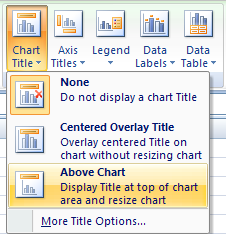 Chart Title Axis Titles Legend Data Labels Data Table
None
Do not display a chart Title
Centered Overlay Title
Overlay centered Title on
chart without resizing chart
Above Chart
Display Title at top of chart
area and resize chart
More Title Options...